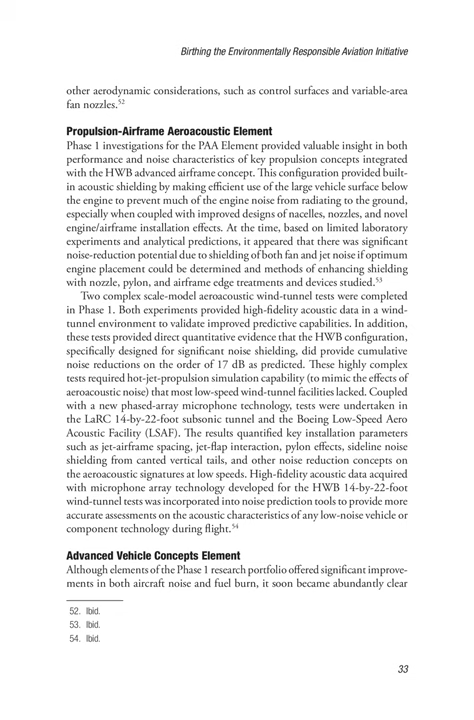 Birthing the Environmentally Responsible Aviation Initiative
other aerodynamic considerations, such as control surfaces and variable-area
fan nozzles.52
Propulsion-Airframe Aeroacoustic Element
Phase 1 investigations for the PAA Element provided valuable insight in both
performance and noise characteristics of key propulsion concepts integrated
with the HWB advanced airframe concept. This configuration provided built-
in acoustic shielding by making efficient use of the large vehicle surface below
the engine to prevent much of the engine noise from radiating to the ground,
especially when coupled with improved designs of nacelles, nozzles, and novel
engine/airframe installation effects. At the time, based on limited laboratory
experiments and analytical predictions, it appeared that there was significant
noise-reduction potential due to shielding of both fan and jet noise if optimum
engine placement could be determined and methods of enhancing shielding
with nozzle, pylon, and airframe edge treatments and devices studied.53
Two complex scale-model aeroacoustic wind-tunnel tests were completed
in Phase 1. Both experiments provided high-fidelity acoustic data in a wind-
tunnel environment to validate improved predictive capabilities. In addition,
these tests provided direct quantitative evidence that the HWB configuration,
specifically designed for significant noise shielding, did provide cumulative
noise reductions on the order of 17 dB as predicted. These highly complex
tests required hot-jet-propulsion simulation capability (to mimic the effects of
aeroacoustic noise) that most low-speed wind-tunnel facilities lacked. Coupled
with a new phased-array microphone technology, tests were undertaken in
the LaRC 14-by-22-foot subsonic tunnel and the Boeing Low-Speed Aero
Acoustic Facility (LSAF). The results quantified key installation parameters
such as jet-airframe spacing, jet-flap interaction, pylon effects, sideline noise
shielding from canted vertical tails, and other noise reduction concepts on
the aeroacoustic signatures at low speeds. High-fidelity acoustic data acquired
with microphone array technology developed for the HWB 14-by-22-foot
wind-tunnel tests was incorporated into noise prediction tools to provide more
accurate assessments on the acoustic characteristics of any low-noise vehicle or
component technology during flight.54
Advanced Vehicle Concepts Element
Although elements of the Phase 1 research portfolio offered significant improve-
ments in both aircraft noise and fuel burn, it soon became abundantly clear
52. Ibid.
53. Ibid.
54. Ibid.
33